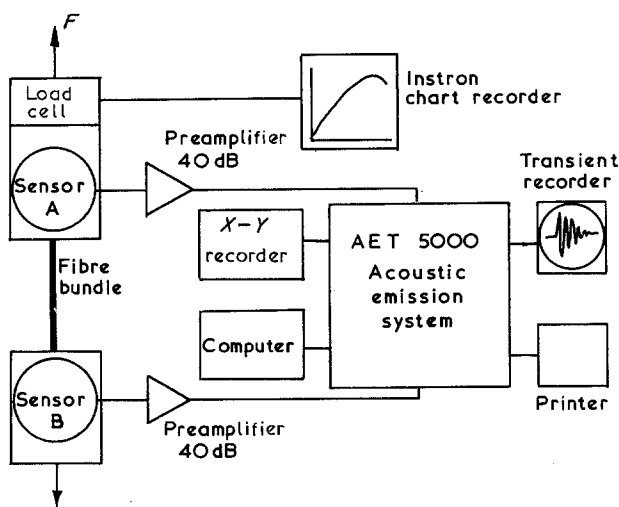 F
Load
cell
Instron
chart recorder
Preamplifier
40 dB
Sensor
A
Transient
recorder
X-Y
recorder
AET 5000
Acoustic
emission
system
Fibre
bundle
Computer
Sensor
B
Printer
Preamplifier
40 dB